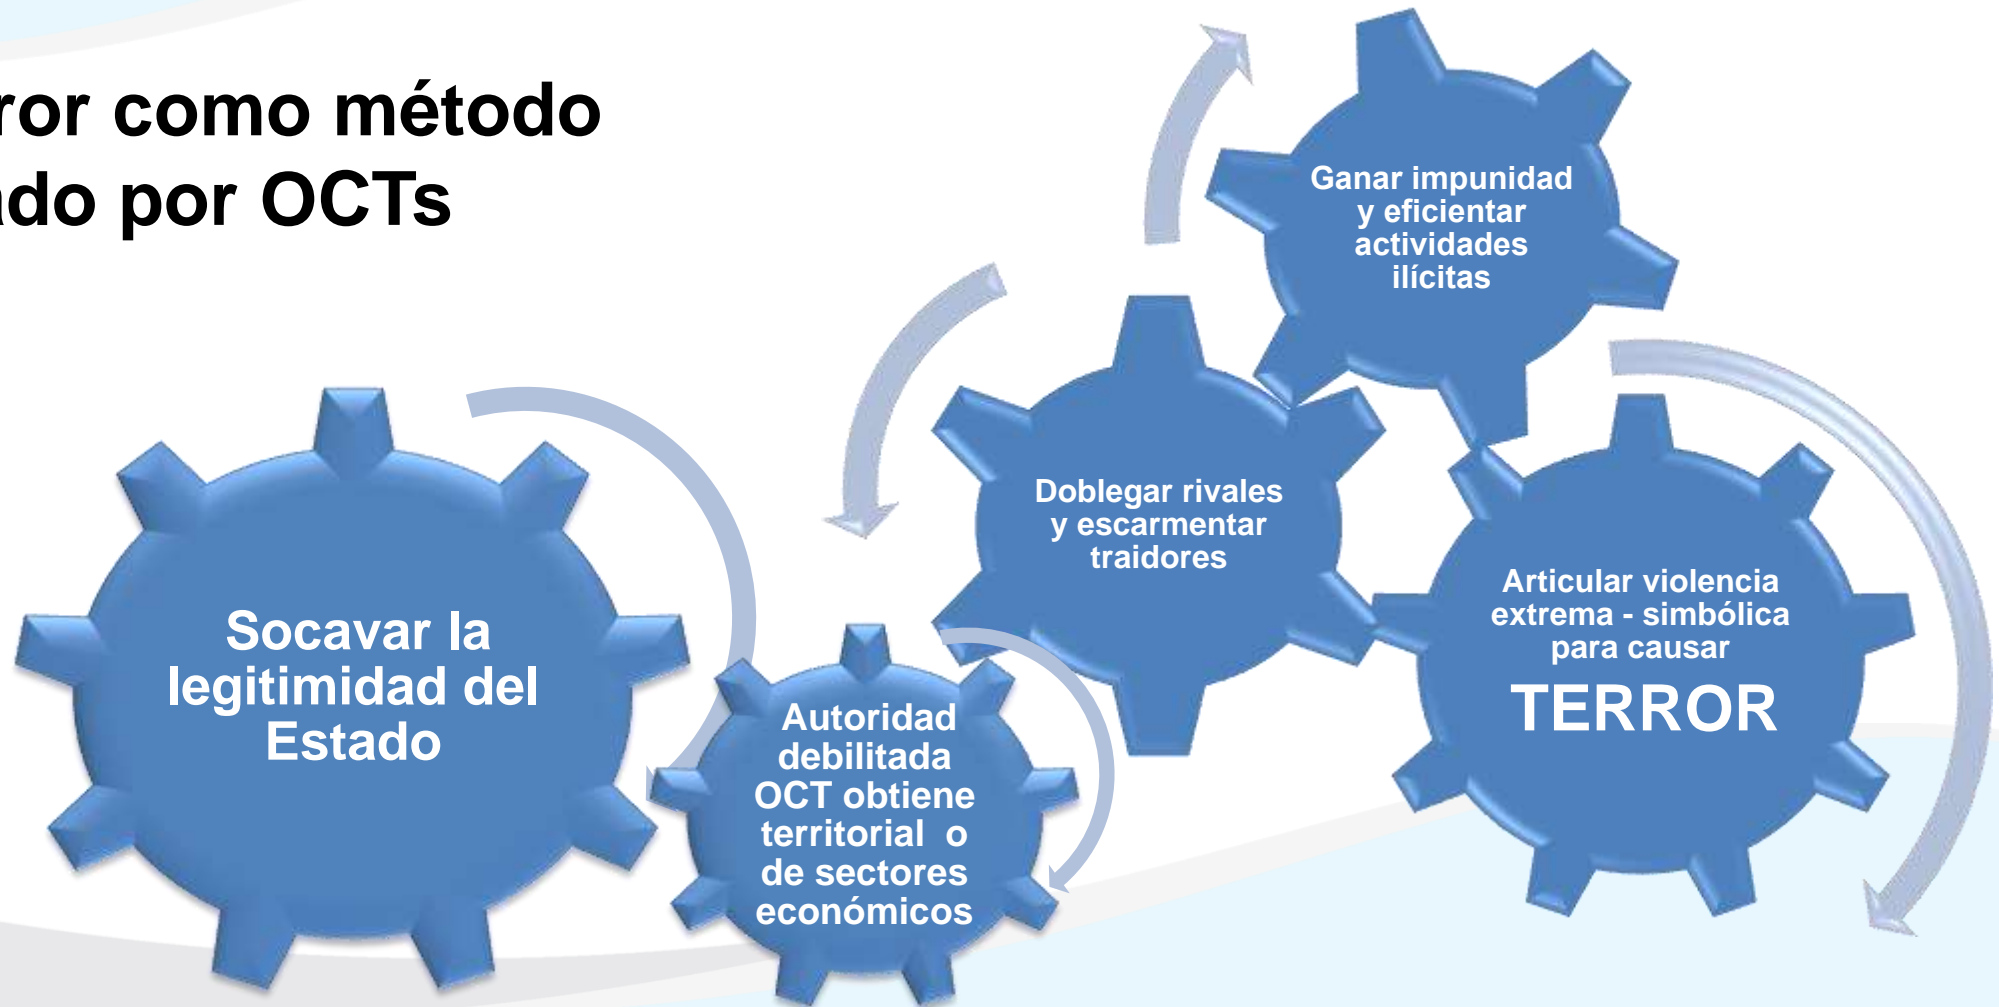 ror como método
ado por OCTs
Ganar impunidad
y eficientar
actividades
ilícitas
Doblegar rivales
y escarmentar
traidores
Articular violencia
extrema - simbólica
para causar
TERROR
Socavar la
legitimidad del
Estado
Autoridad
debilitada
OCT obtiene
territorial o
de sectores
económicos